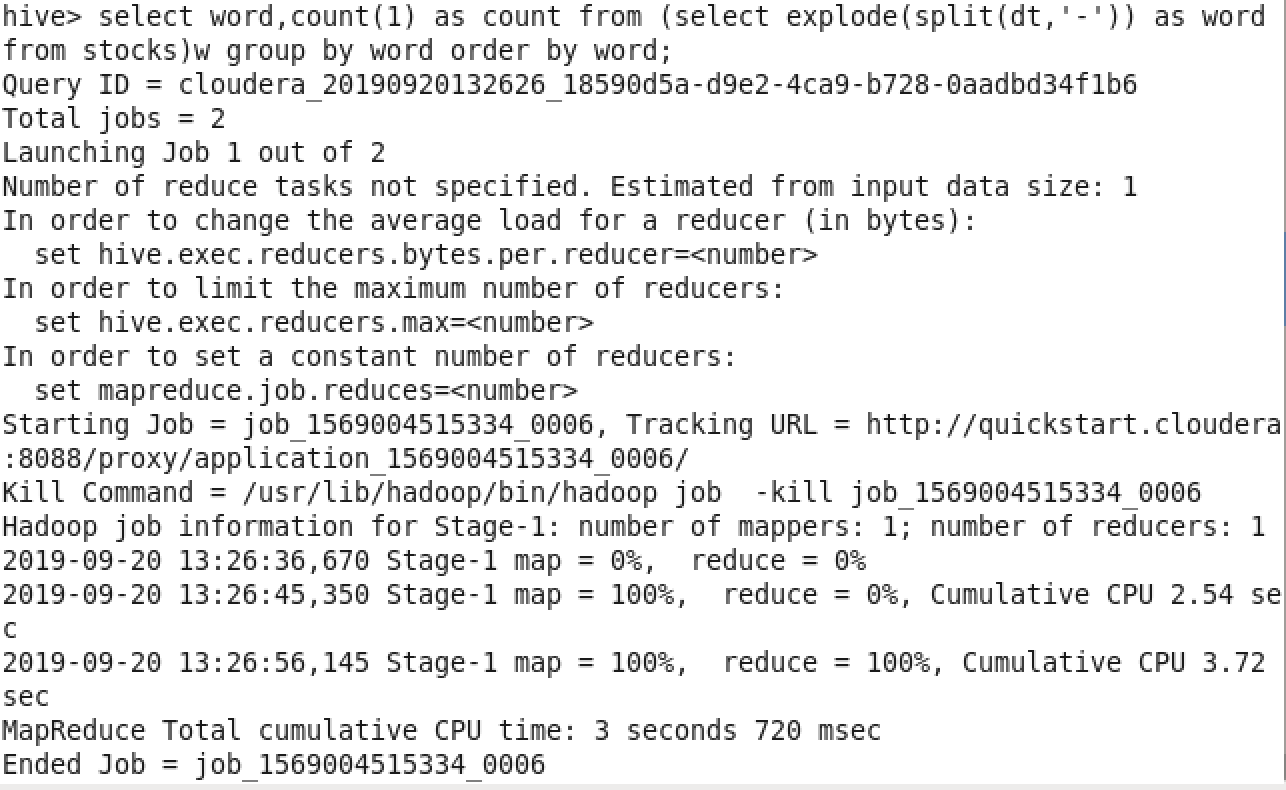 hive> select word,count(1) as count from (select explode(split(dt,'-')) as word
from stocks)w group by word order by word;
Query ID = cloudera_20190920132626_18590d5a-d9e2-4ca9-b728-0aadbd34f1b6
Total jobs = 2
Launching Job 1 out of 2
Number of reduce tasks not specified. Estimated from input data size: 1
In order to change the average load for a reducer (in bytes):
  set hive.exec.reducers.bytes.per.reducer=<number>
In order to limit the maximum number of reducers:
  set hive.exec.reducers.max=<number>
In order to set a constant number of reducers:
  set mapreduce.job.reduces=<number>
Starting Job = job_1569004515334_0006, Tracking URL = http://quickstart.cloudera
:8088/proxy/application_1569004515334_0006/
Kill Command = /usr/lib/hadoop/bin/hadoop job  -kill job_1569004515334_0006
Hadoop job information for Stage-1: number of mappers: 1; number of reducers: 1
2019-09-20 13:26:36,670 Stage-1 map = 0%,  reduce = 0%
2019-09-20 13:26:45,350 Stage-1 map = 100%,  reduce = 0%, Cumulative CPU 2.54 se
c
2019-09-20 13:26:56,145 Stage-1 map = 100%,  reduce = 100%, Cumulative CPU 3.72
sec
MapReduce Total cumulative CPU time: 3 seconds 720 msec
Ended Job = job_1569004515334_0006